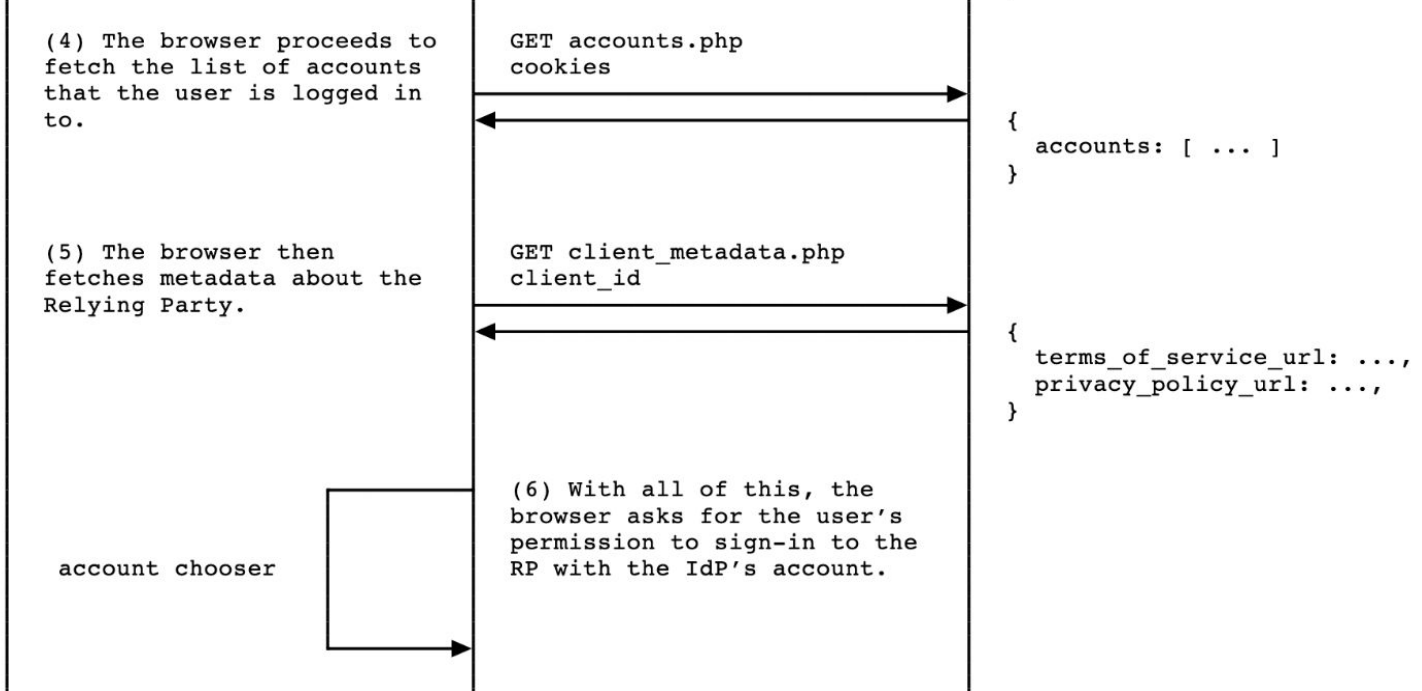 (4) The browser proceeds to
fetch the list of accounts
that the user is logged in
to.
GET accounts.php
cookies
{
  accounts: [ ... ]
}
(5) The browser then
fetches metadata about the
Relying Party.
GET client_metadata.php
client_id
{
  terms_of_service_url: ...,
  privacy_policy_url: ...,
}
(6) With all of this, the
browser asks for the user’s
permission to sign-in to the
RP with the IdP’s account.
account chooser